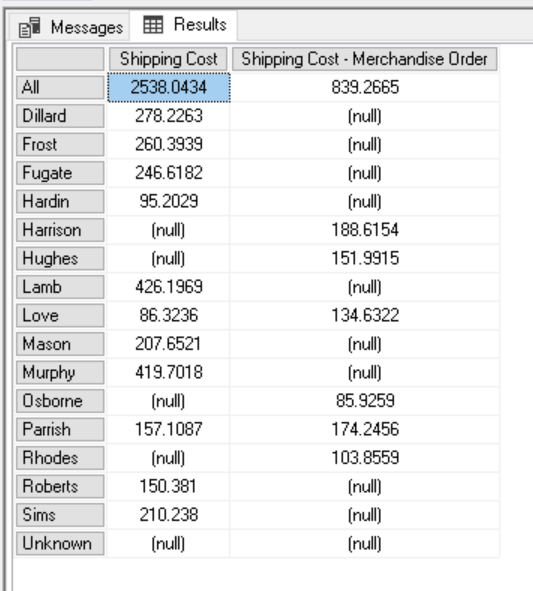 Messages Results
Shipping Cost Shipping Cost - Merchandise Order
All 2538.0434 839.2665
Dillard 278.2263 (null)
Frost 260.3939 (null)
Fugate 246.6182 (null)
Hardin 95.2029 (null)
Harrison (null) 188.6154
Hughes (null) 151.9915
Lamb 426.1969 (null)
Love 86.3236 134.6322
Mason 207.6521 (null)
Murphy 419.7018 (null)
Osborne (null) 85.9259
Parrish 157.1087 174.2456
Rhodes (null) 103.8559
Roberts 150.381 (null)
Sims 210.238 (null)
Unknown (null) (null)